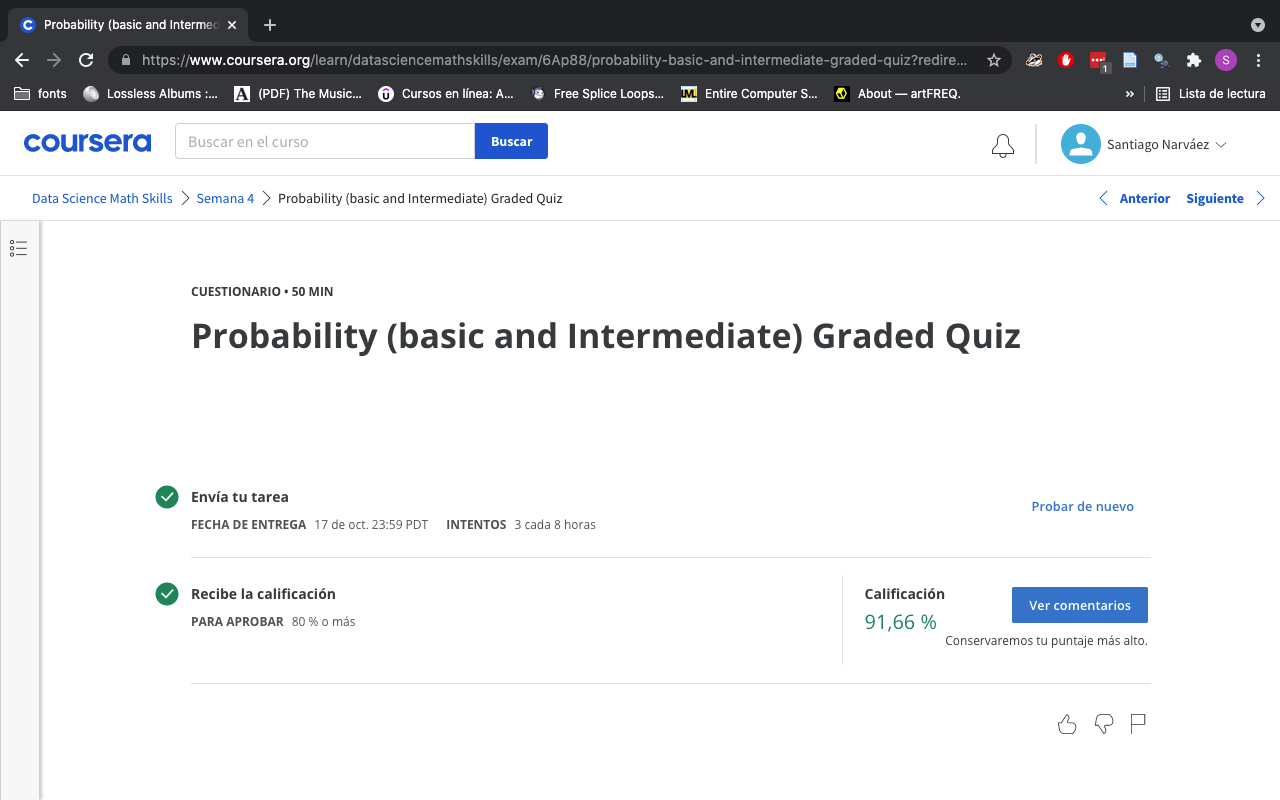 Probability (basic and Intermed
https://www.coursera.org/learn/datasciencemathskills/exam/6Ap88/probability-basic-and-intermediate-graded-quiz?redire...
S
1
fonts
Lossless Albums :...
(PDF) The Music...
Cursos en línea: A...
Free Splice Loops...
Entire Computer S...
About — artFREQ.
»
Lista de lectura
coursera
Buscar en el curso
Buscar
Santiago Narváez
Data Science Math Skills
Semana 4
Probability (basic and Intermediate) Graded Quiz
Anterior
Siguiente
CUESTIONARIO • 50 MIN
Probability (basic and Intermediate) Graded Quiz
Envía tu tarea
FECHA DE ENTREGA 17 de oct. 23:59 PDT INTENTOS 3 cada 8 horas
Probar de nuevo
Recibe la calificación
PARA APROBAR 80 % o más
Calificación
91,66 %
Ver comentarios
Conservaremos tu puntaje más alto.